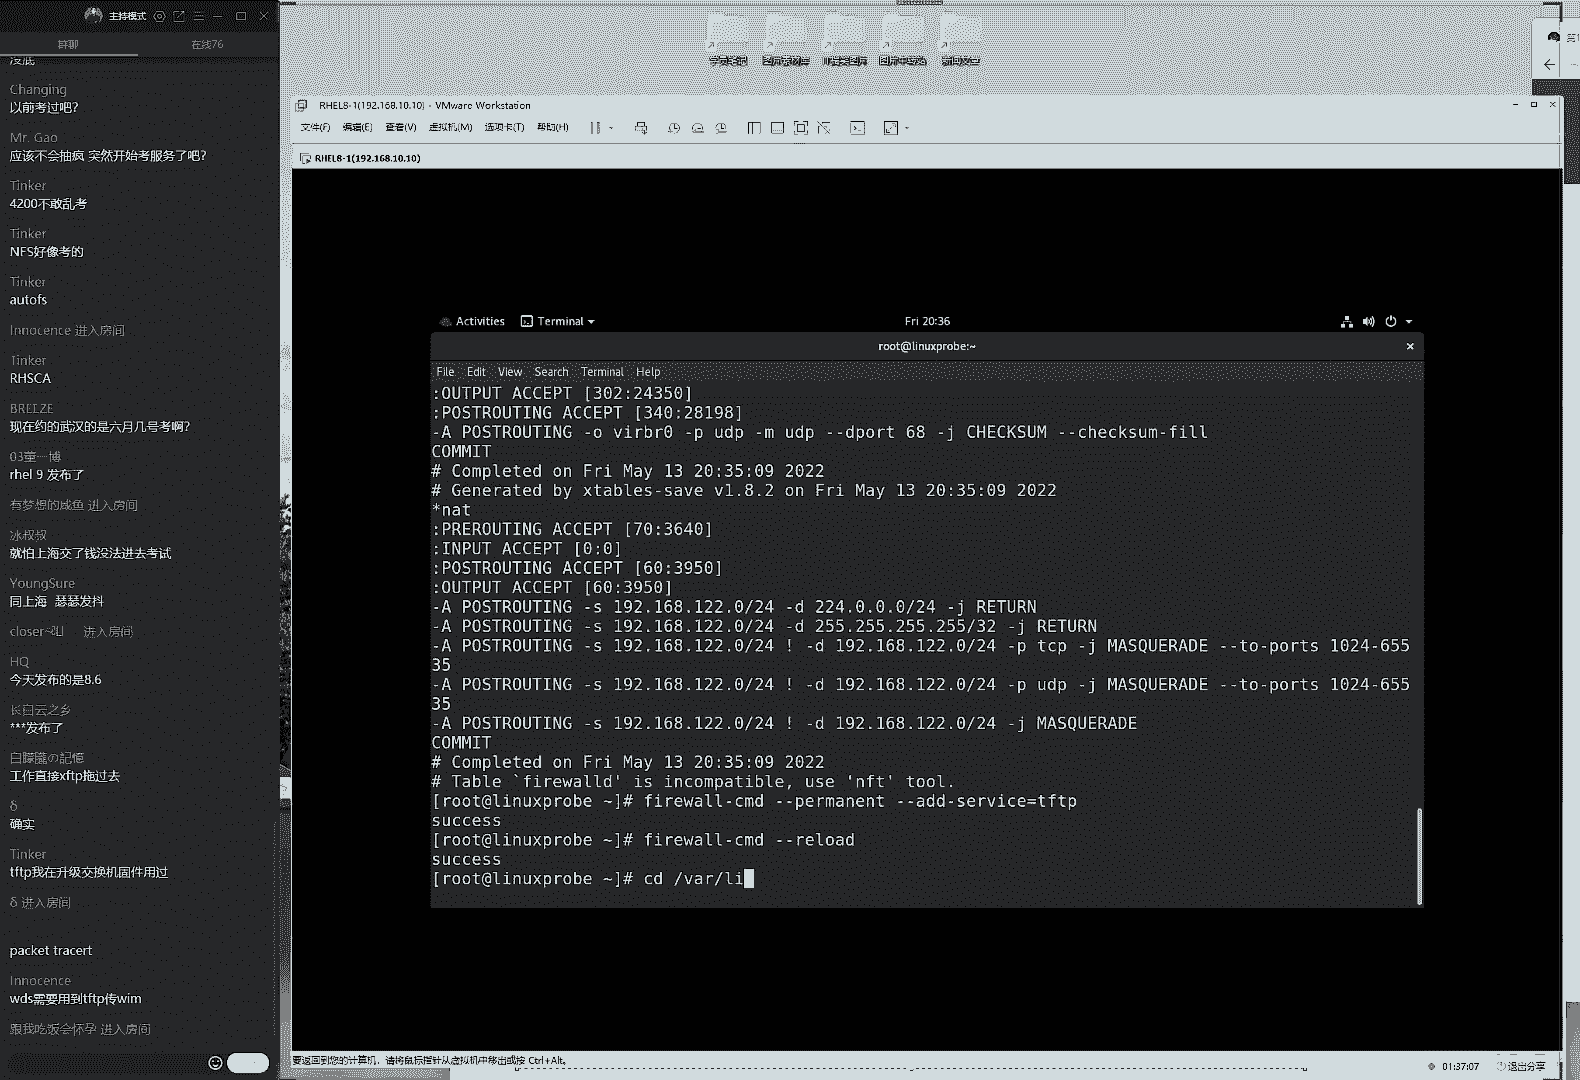 主持模式
群聊
在线76
没底
Changing
以前考过吧?
Mr. Gao
应该不会抽疯 突然开始考服务了吧?
Tinker
4200不敢乱考
Tinker
NFS好像考的
Tinker
autofs
Innocence 进入房间
Tinker
RHSCA
BREEZE
现在约的武汉的是六月几号考啊?
rhel 9 发布了
有梦想的咸鱼 进入房间
冰叔叔
就怕上海交了钱没法进去考试
YoungSure
同上海 瑟瑟发抖
进入房间
HQ
今天发布的是8.6
长白云之乡
***发布了
白朦朧の記憶
工作直接xftp拖过去
δ
确实
Tinker
tftp我在升级交换机固件用过
δ 进入房间
packet tracert
Innocence
wds需要用到tftp传wim
跟我吃饭会怀孕 进入房间
RHEL8-1(192.168.10.10) - VMware Workstation
文件(F) 编辑(E) 查看(V) 虚拟机(M) 选项卡(T) 帮助(H)
RHEL8-1(192.168.10.10)
Activities Terminal Fri 20:36
root@linuxprobe:~
File Edit View Search Terminal Help
:OUTPUT ACCEPT [302:24350]
:POSTROUTING ACCEPT [340:28198]
-A POSTROUTING -o virbr0 -p udp -m udp --dport 68 -j CHECKSUM --checksum-fill
COMMIT
# Completed on Fri May 13 20:35:09 2022
# Generated by xtables-save v1.8.2 on Fri May 13 20:35:09 2022
*nat
:PREROUTING ACCEPT [70:3640]
:INPUT ACCEPT [0:0]
:POSTROUTING ACCEPT [60:3950]
:OUTPUT ACCEPT [60:3950]
-A POSTROUTING -s 192.168.122.0/24 -d 224.0.0.0/24 -j RETURN
-A POSTROUTING -s 192.168.122.0/24 -d 255.255.255.255/32 -j RETURN
-A POSTROUTING -s 192.168.122.0/24 ! -d 192.168.122.0/24 -p tcp -j MASQUERADE --to-ports 1024-655
35
-A POSTROUTING -s 192.168.122.0/24 ! -d 192.168.122.0/24 -p udp -j MASQUERADE --to-ports 1024-655
35
-A POSTROUTING -s 192.168.122.0/24 ! -d 192.168.122.0/24 -j MASQUERADE
COMMIT
# Completed on Fri May 13 20:35:09 2022
# Table `firewalld' is incompatible, use 'nft' tool.
[root@linuxprobe ~]# firewall-cmd --permanent --add-service=tftp
success
[root@linuxprobe ~]# firewall-cmd --reload
success
[root@linuxprobe ~]# cd /var/li
要返回到您的计算机，请将鼠标指针从虚拟机中移出或按 Ctrl+Alt。
01:37:07 退出分享